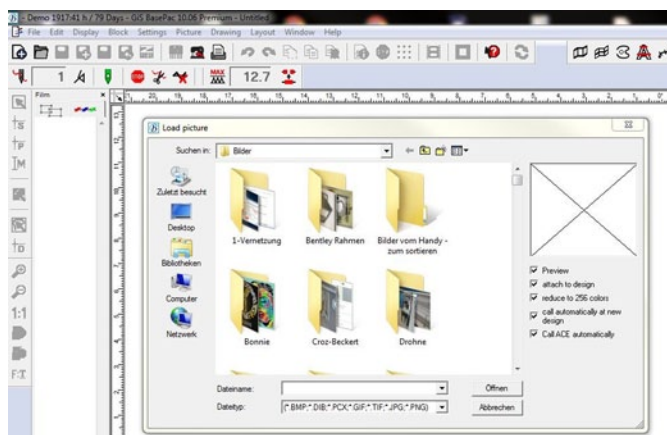 - Demo 1917:41 h / 79 Days - GiS BasePac 10.06 Premium - Untitled
File Edit Display Block Settings Picture Drawing Layout Window Help
1
MAX
12.7
Film
Load picture
Suchen in:
Bilder
Zuletzt besucht
Desktop
Bibliotheken
Computer
Netzwerk
1-Vernetzung
Bentley Rahmen
Bilder vom Handy -
zum sortieren
Bonnie
Croz-Beckert
Drohne
Preview
attach to design
reduce to 256 colors
call automatically at new
design
Call ACE automatically
Dateiname:
Öffnen
Dateityp:
(*.BMP;*.DIB;*.PCX;*.GIF;*.TIF;*.JPG;*.PNG)
Abbrechen
1:1
F:T